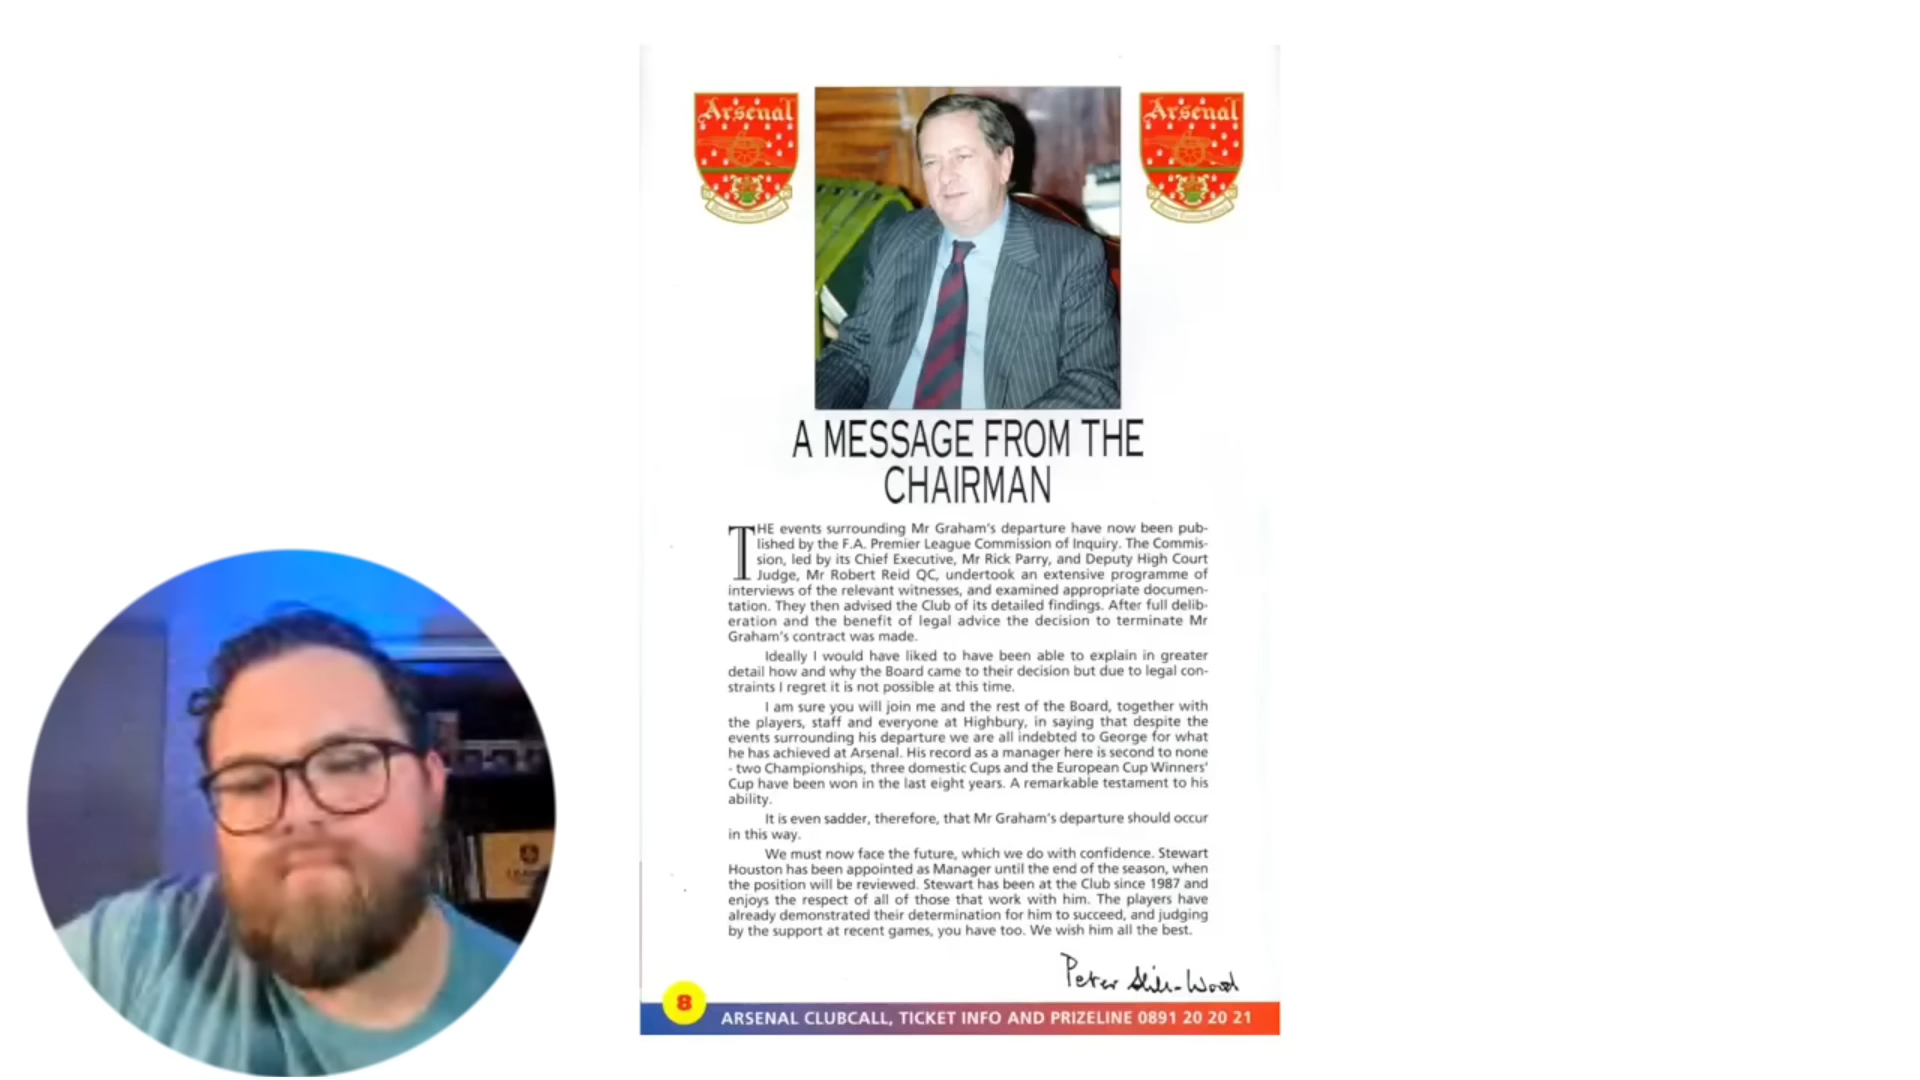 Arsenal
Arsenal
A MESSAGE FROM THE
CHAIRMAN
THE events surrounding Mr Graham's departure have now been pub-
lished by the F.A. Premier League Commission of Inquiry. The Commis-
sion, led by its Chief Executive, Mr Rick Parry, and Deputy High Court
Judge, Mr Robert Reid QC, undertook an extensive programme of
interviews of the relevant witnesses, and examined appropriate documen-
tation. They then advised the Club of its detailed findings. After full delib-
eration and the benefit of legal advice the decision to terminate Mr
Graham's contract was made.
Ideally I would have liked to have been able to explain in greater
detail how and why the Board came to their decision but due to legal con-
straints I regret it is not possible at this time.
I am sure you will join me and the rest of the Board, together with
the players, staff and everyone at Highbury, in saying that despite the
events surrounding his departure we are all indebted to George for what
he has achieved at Arsenal. His record as a manager here is second to none
- two Championships, three domestic Cups and the European Cup Winners'
Cup have been won in the last eight years. A remarkable testament to his
ability.
It is even sadder, therefore, that Mr Graham's departure should occur
in this way.
We must now face the future, which we do with confidence. Stewart
Houston has been appointed as Manager until the end of the season, when
the position will be reviewed. Stewart has been at the Club since 1987 and
enjoys the respect of all of those that work with him. The players have
already demonstrated their determination for him to succeed, and judging
by the support at recent games, you have too. We wish him all the best.
Peter Hill-Wood
8
ARSENAL CLUBCALL, TICKET INFO AND PRIZELINE 0891 20 20 21